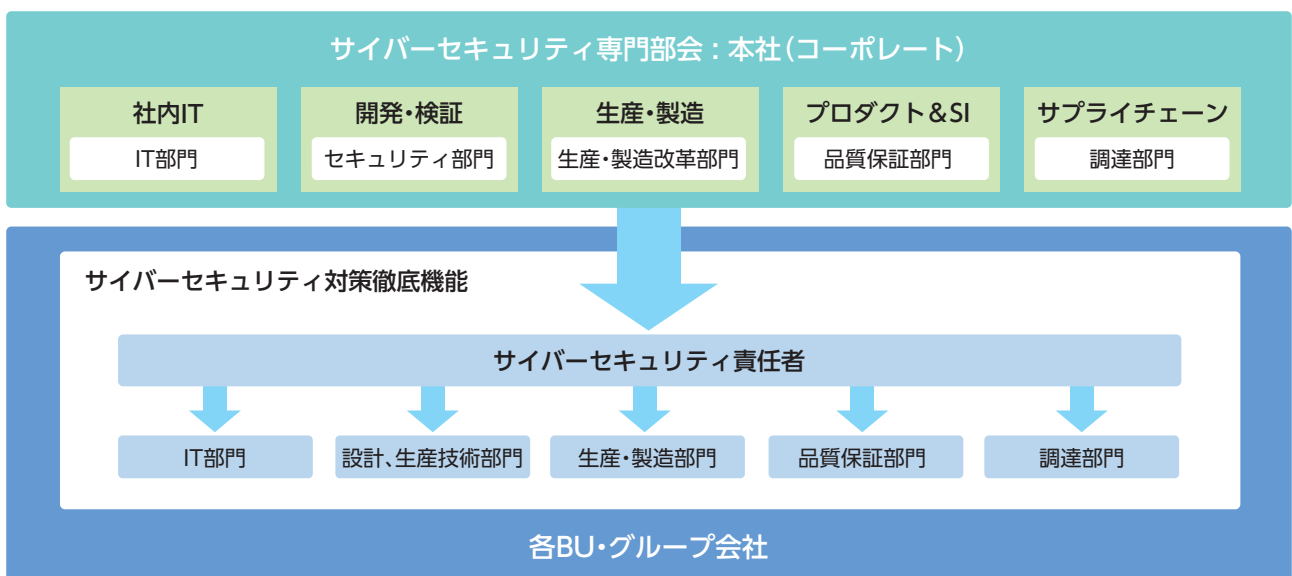 サイバーセキュリティ専門部会：本社（コーポレート）
社内IT
IT部門
開発・検証
セキュリティ部門
生産・製造
生産・製造改革部門
プロダクト＆SI
品質保証部門
サプライチェーン
調達部門
サイバーセキュリティ対策徹底機能
サイバーセキュリティ責任者
IT部門
設計、生産技術部門
生産・製造部門
品質保証部門
調達部門
各BU・グループ会社